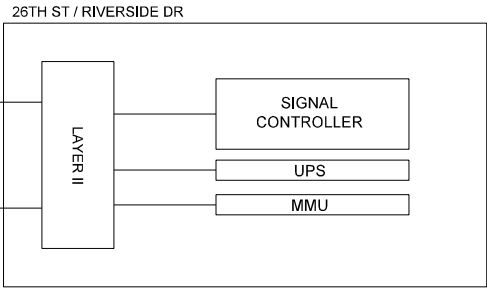 26TH ST / RIVERSIDE DR
LAYER II
SIGNAL
CONTROLLER
UPS
MMU